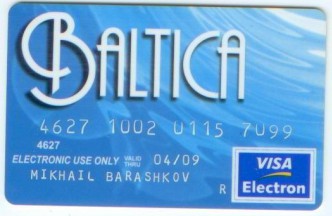 BALTICA
4627 1002 0115 7099
4627
ELECTRONIC USE ONLY VALID THRU 04/09
MIKHAIL BARASHKOV
R
VISA
Electron